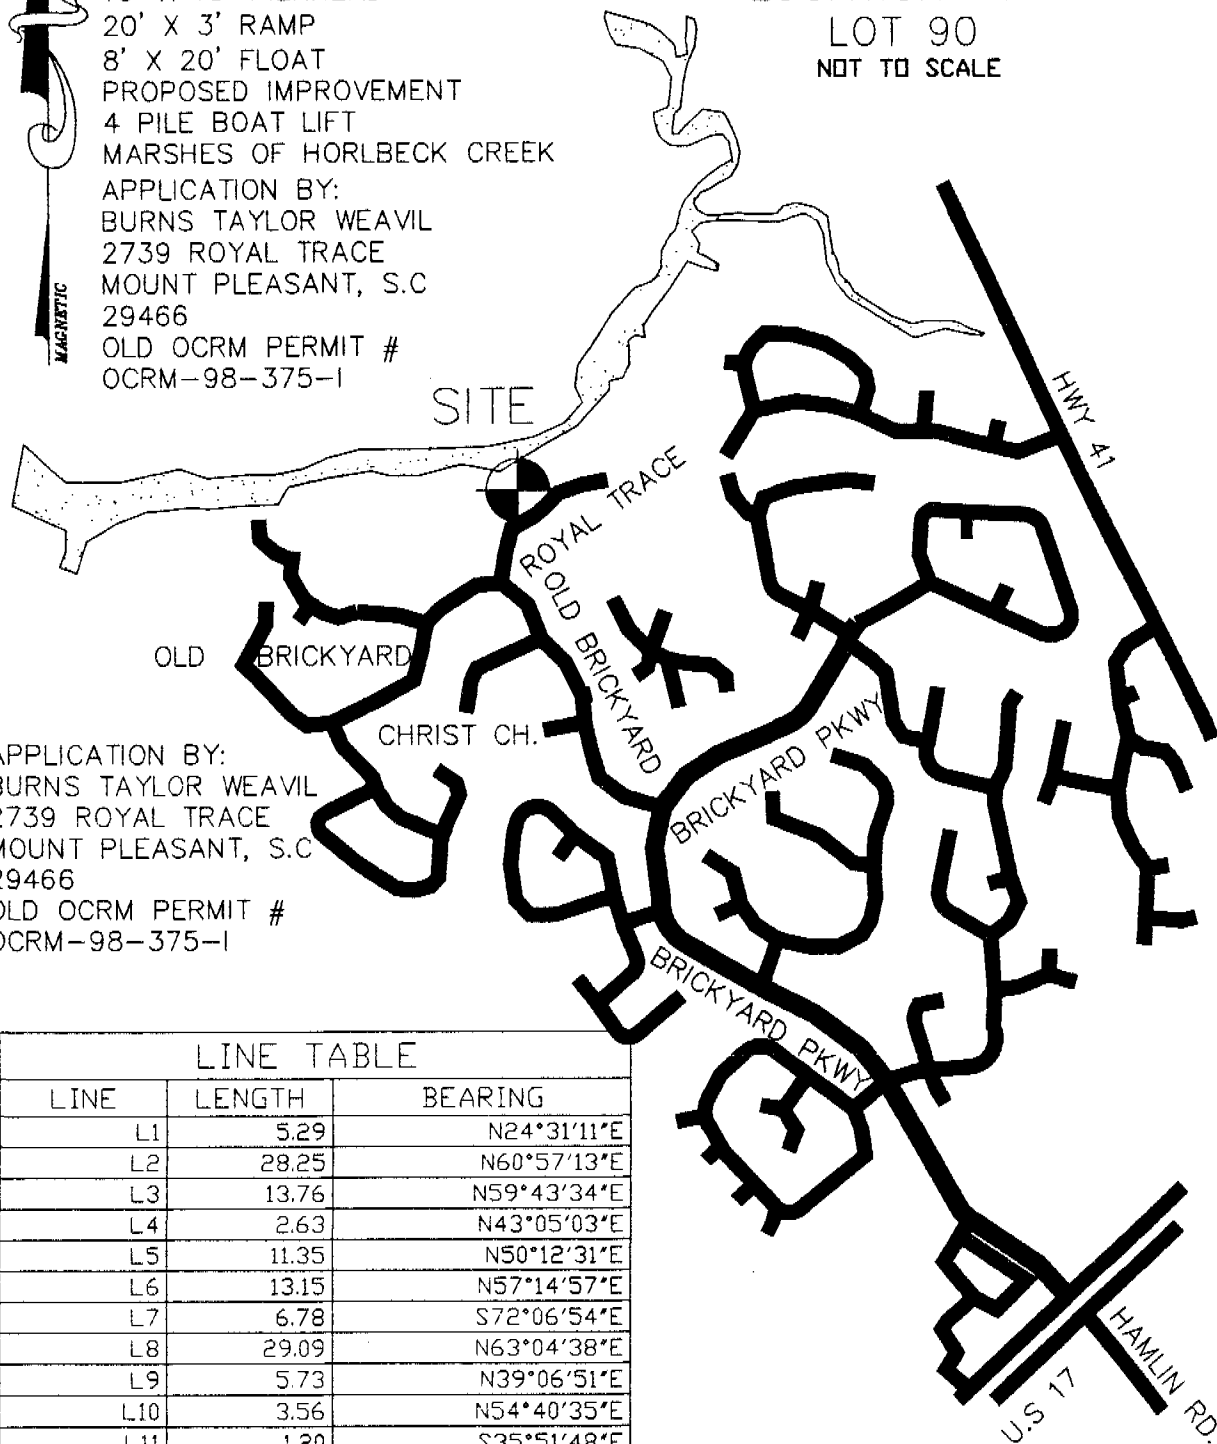 20' X 3' RAMP
8' X 20' FLOAT
PROPOSED IMPROVEMENT
4 PILE BOAT LIFT
MARSHES OF HORLBECK CREEK
APPLICATION BY:
BURNS TAYLOR WEAVIL
2739 ROYAL TRACE
MOUNT PLEASANT, S.C
29466
OLD OCRM PERMIT #
OCRM-98-375-I
MAGNETIC
LOT 90
NOT TO SCALE
SITE
HWY 41
ROYAL TRACE
OLD BRICKYARD
OLD BRICKYARD
CHRIST CH.
BRICKYARD PKWY
BRICKYARD PKWY
U.S 17
HAMLIN RD.
APPLICATION BY:
BURNS TAYLOR WEAVIL
2739 ROYAL TRACE
MOUNT PLEASANT, S.C
29466
OLD OCRM PERMIT #
OCRM-98-375-I
LINE TABLE
LINE LENGTH BEARING
L1 5.29 N24°31'11"E
L2 28.25 N60°57'13"E
L3 13.76 N59°43'34"E
L4 2.63 N43°05'03"E
L5 11.35 N50°12'31"E
L6 13.15 N57°14'57"E
L7 6.78 S72°06'54"E
L8 29.09 N63°04'38"E
L9 5.73 N39°06'51"E
L10 3.56 N54°40'35"E
L11 1.20 S35°51'48"E